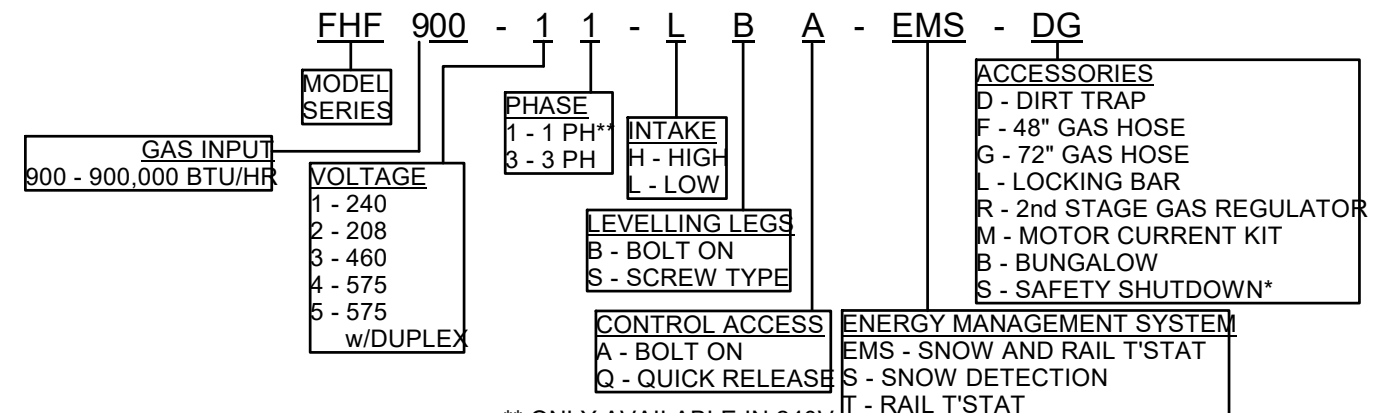 FHF 900 - 1 1 - L B A - EMS - DG
MODEL
SERIES
GAS INPUT
900 - 900,000 BTU/HR
VOLTAGE
1 - 240
2 - 208
3 - 460
4 - 575
5 - 575
w/DUPLEX
PHASE
1 - 1 PH**
3 - 3 PH
INTAKE
H - HIGH
L - LOW
LEVELLING LEGS
B - BOLT ON
S - SCREW TYPE
CONTROL ACCESS
A - BOLT ON
Q - QUICK RELEASE
ENERGY MANAGEMENT SYSTEM
EMS - SNOW AND RAIL T'STAT
S - SNOW DETECTION
T - RAIL T'STAT
ACCESSORIES
D - DIRT TRAP
F - 48" GAS HOSE
G - 72" GAS HOSE
L - LOCKING BAR
R - 2nd STAGE GAS REGULATOR
M - MOTOR CURRENT KIT
B - BUNGALOW
S - SAFETY SHUTDOWN*
** ONLY AVAILABLE IN 240V